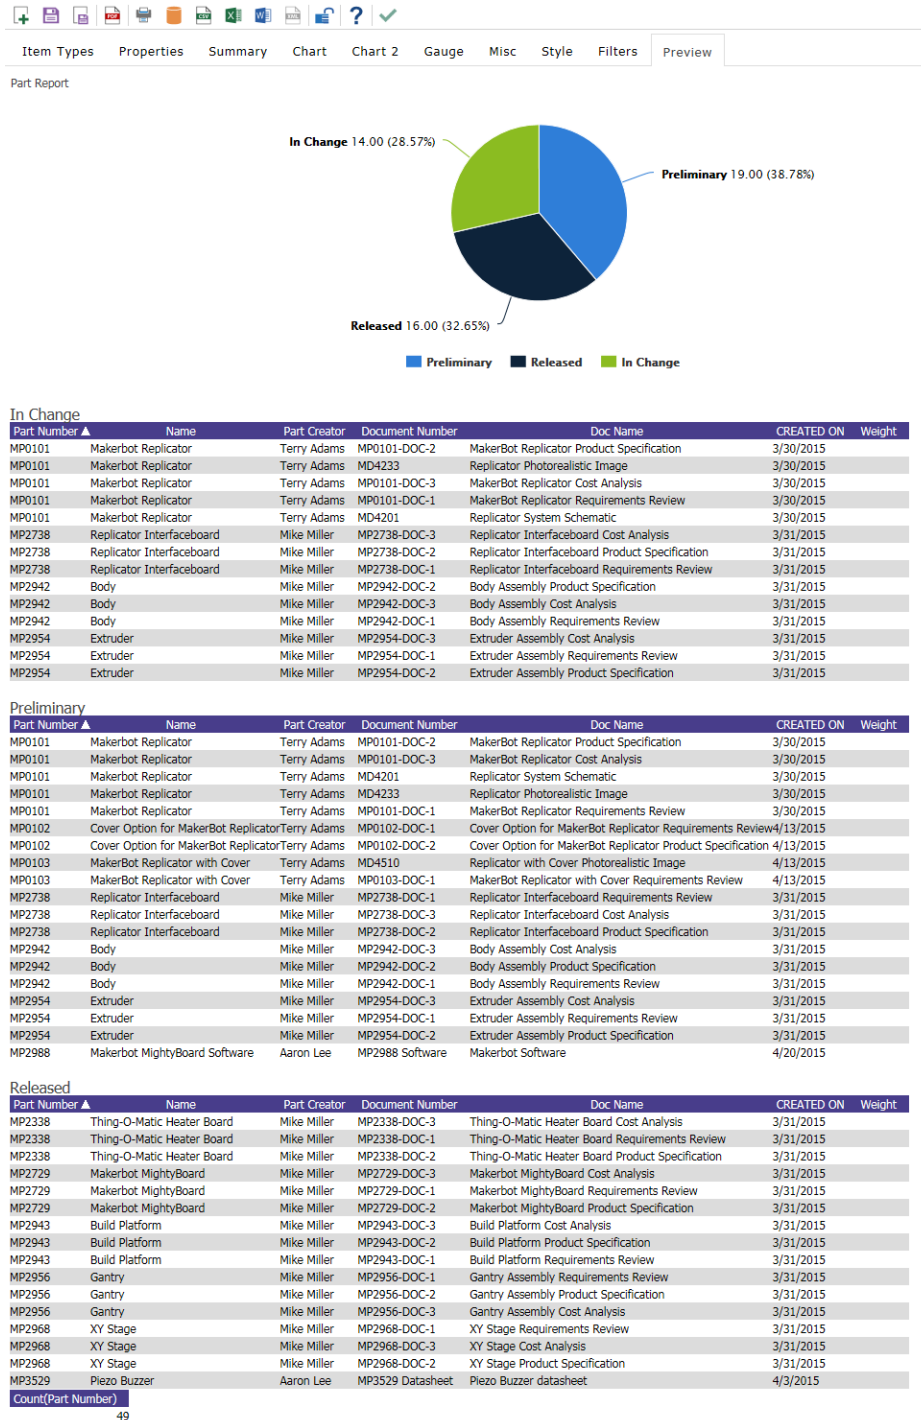 Item Types Properties Summary Chart Chart 2 Gauge Misc Style Filters Preview
Part Report
In Change 14.00 (28.57%)
Preliminary 19.00 (38.78%)
Released 16.00 (32.65%)
Preliminary Released In Change
In Change
Part Number ▲ Name Part Creator Document Number Doc Name CREATED ON Weight
MP0101 Makerbot Replicator Terry Adams MP0101-DOC-2 MakerBot Replicator Product Specification 3/30/2015
MP0101 Makerbot Replicator Terry Adams MD4233 Replicator Photorealistic Image 3/30/2015
MP0101 Makerbot Replicator Terry Adams MP0101-DOC-3 MakerBot Replicator Cost Analysis 3/30/2015
MP0101 Makerbot Replicator Terry Adams MP0101-DOC-1 MakerBot Replicator Requirements Review 3/30/2015
MP0101 Makerbot Replicator Terry Adams MD4201 Replicator System Schematic 3/30/2015
MP2738 Replicator Interfaceboard Mike Miller MP2738-DOC-3 Replicator Interfaceboard Cost Analysis 3/31/2015
MP2738 Replicator Interfaceboard Mike Miller MP2738-DOC-2 Replicator Interfaceboard Product Specification 3/31/2015
MP2738 Replicator Interfaceboard Mike Miller MP2738-DOC-1 Replicator Interfaceboard Requirements Review 3/31/2015
MP2942 Body Mike Miller MP2942-DOC-2 Body Assembly Product Specification 3/31/2015
MP2942 Body Mike Miller MP2942-DOC-3 Body Assembly Cost Analysis 3/31/2015
MP2942 Body Mike Miller MP2942-DOC-1 Body Assembly Requirements Review 3/31/2015
MP2954 Extruder Mike Miller MP2954-DOC-3 Extruder Assembly Cost Analysis 3/31/2015
MP2954 Extruder Mike Miller MP2954-DOC-1 Extruder Assembly Requirements Review 3/31/2015
MP2954 Extruder Mike Miller MP2954-DOC-2 Extruder Assembly Product Specification 3/31/2015
Preliminary
Part Number ▲ Name Part Creator Document Number Doc Name CREATED ON Weight
MP0101 Makerbot Replicator Terry Adams MP0101-DOC-2 MakerBot Replicator Product Specification 3/30/2015
MP0101 Makerbot Replicator Terry Adams MP0101-DOC-3 MakerBot Replicator Cost Analysis 3/30/2015
MP0101 Makerbot Replicator Terry Adams MD4201 Replicator System Schematic 3/30/2015
MP0101 Makerbot Replicator Terry Adams MD4233 Replicator Photorealistic Image 3/30/2015
MP0101 Makerbot Replicator Terry Adams MP0101-DOC-1 MakerBot Replicator Requirements Review 3/30/2015
MP0102 Cover Option for MakerBot Replicator Terry Adams MP0102-DOC-1 Cover Option for MakerBot Replicator Requirements Review 4/13/2015
MP0102 Cover Option for MakerBot Replicator Terry Adams MP0102-DOC-2 Cover Option for MakerBot Replicator Product Specification 4/13/2015
MP0103 MakerBot Replicator with Cover Terry Adams MD4510 Replicator with Cover Photorealistic Image 4/13/2015
MP0103 MakerBot Replicator with Cover Terry Adams MP0103-DOC-1 MakerBot Replicator with Cover Requirements Review 4/13/2015
MP2738 Replicator Interfaceboard Mike Miller MP2738-DOC-1 Replicator Interfaceboard Requirements Review 3/31/2015
MP2738 Replicator Interfaceboard Mike Miller MP2738-DOC-3 Replicator Interfaceboard Cost Analysis 3/31/2015
MP2738 Replicator Interfaceboard Mike Miller MP2738-DOC-2 Replicator Interfaceboard Product Specification 3/31/2015
MP2942 Body Mike Miller MP2942-DOC-3 Body Assembly Cost Analysis 3/31/2015
MP2942 Body Mike Miller MP2942-DOC-2 Body Assembly Product Specification 3/31/2015
MP2942 Body Mike Miller MP2942-DOC-1 Body Assembly Requirements Review 3/31/2015
MP2954 Extruder Mike Miller MP2954-DOC-3 Extruder Assembly Cost Analysis 3/31/2015
MP2954 Extruder Mike Miller MP2954-DOC-1 Extruder Assembly Requirements Review 3/31/2015
MP2954 Extruder Mike Miller MP2954-DOC-2 Extruder Assembly Product Specification 3/31/2015
MP2988 Makerbot MightyBoard Software Aaron Lee MP2988 Software Makerbot Software 4/20/2015
Released
Part Number ▲ Name Part Creator Document Number Doc Name CREATED ON Weight
MP2338 Thing-O-Matic Heater Board Mike Miller MP2338-DOC-3 Thing-O-Matic Heater Board Cost Analysis 3/31/2015
MP2338 Thing-O-Matic Heater Board Mike Miller MP2338-DOC-1 Thing-O-Matic Heater Board Requirements Review 3/31/2015
MP2338 Thing-O-Matic Heater Board Mike Miller MP2338-DOC-2 Thing-O-Matic Heater Board Product Specification 3/31/2015
MP2729 Makerbot MightyBoard Mike Miller MP2729-DOC-3 Makerbot MightyBoard Cost Analysis 3/31/2015
MP2729 Makerbot MightyBoard Mike Miller MP2729-DOC-1 Makerbot MightyBoard Requirements Review 3/31/2015
MP2729 Makerbot MightyBoard Mike Miller MP2729-DOC-2 Makerbot MightyBoard Product Specification 3/31/2015
MP2943 Build Platform Mike Miller MP2943-DOC-3 Build Platform Cost Analysis 3/31/2015
MP2943 Build Platform Mike Miller MP2943-DOC-2 Build Platform Product Specification 3/31/2015
MP2943 Build Platform Mike Miller MP2943-DOC-1 Build Platform Requirements Review 3/31/2015
MP2956 Gantry Mike Miller MP2956-DOC-1 Gantry Assembly Requirements Review 3/31/2015
MP2956 Gantry Mike Miller MP2956-DOC-2 Gantry Assembly Product Specification 3/31/2015
MP2956 Gantry Mike Miller MP2956-DOC-3 Gantry Assembly Cost Analysis 3/31/2015
MP2968 XY Stage Mike Miller MP2968-DOC-1 XY Stage Requirements Review 3/31/2015
MP2968 XY Stage Mike Miller MP2968-DOC-3 XY Stage Cost Analysis 3/31/2015
MP2968 XY Stage Mike Miller MP2968-DOC-2 XY Stage Product Specification 3/31/2015
MP3529 Piezo Buzzer Aaron Lee MP3529 Datasheet Piezo Buzzer datasheet 4/3/2015
Count(Part Number)
49